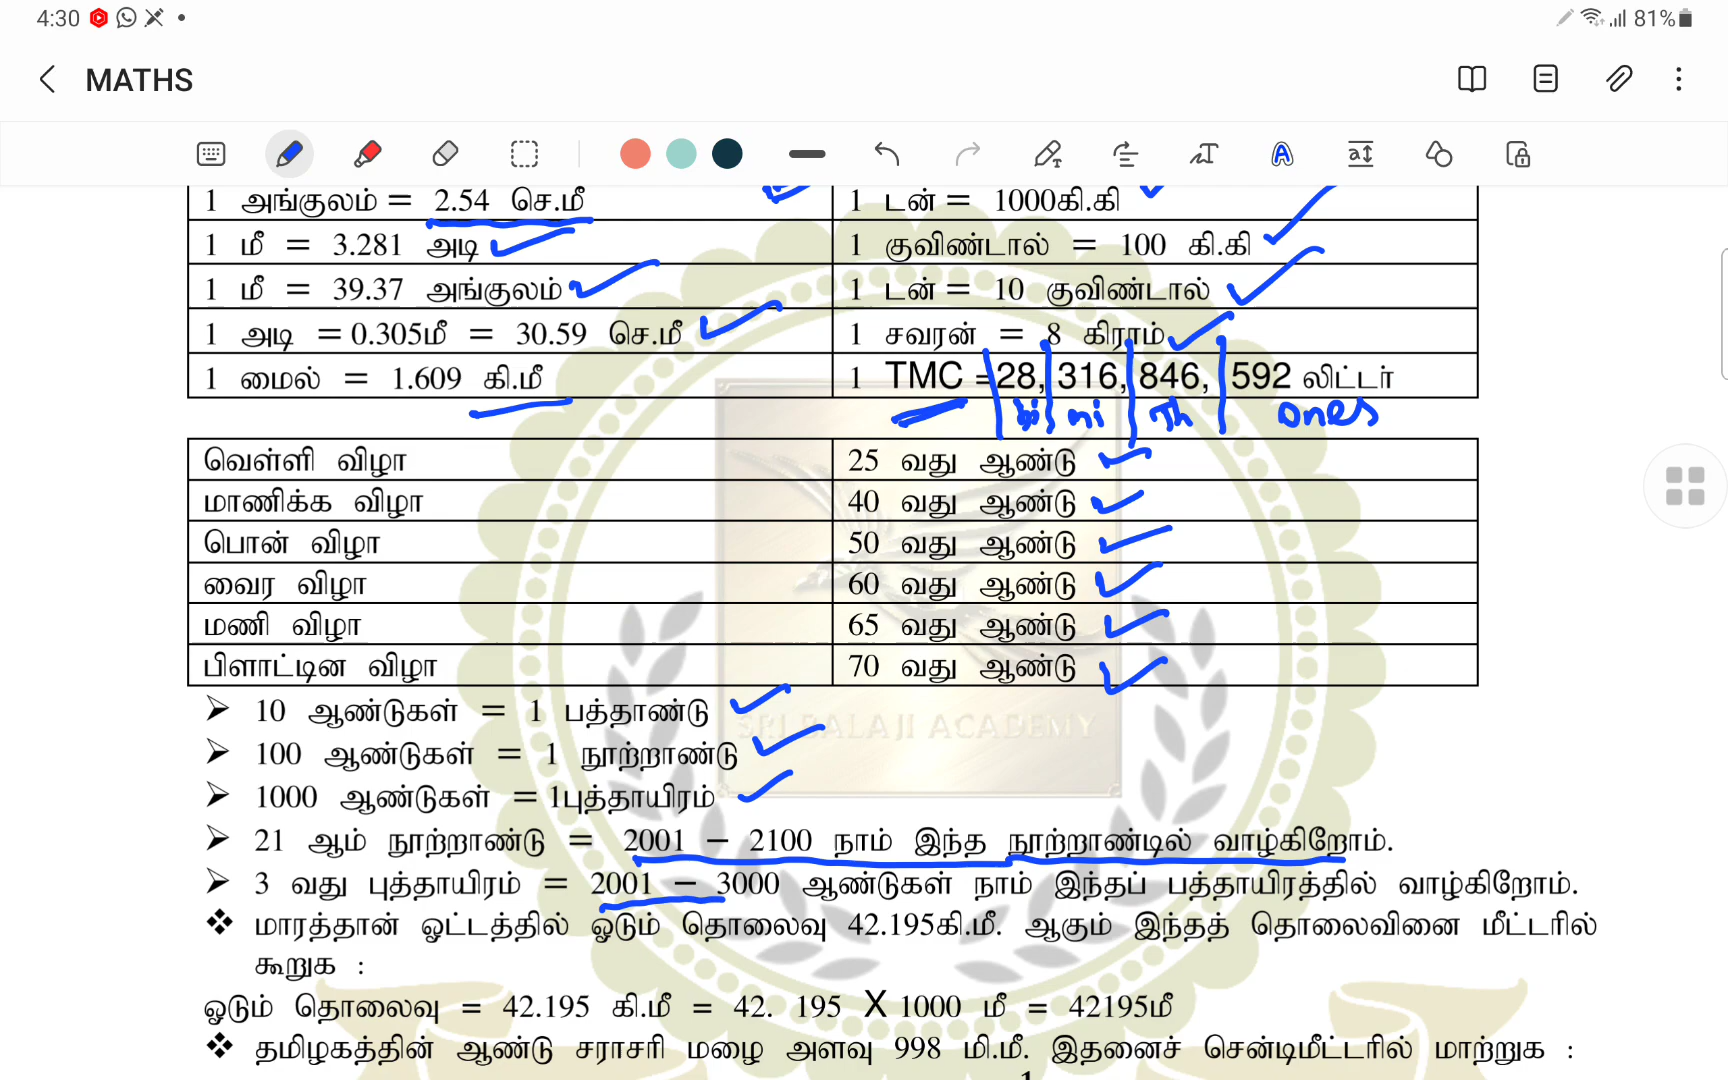 4:30 81%
MATHS
1 அங்குலம் = 2.54 செ.மீ 1 டன் = 1000கி.கி
1 மீ = 3.281 அடி 1 குவிண்டால் = 100 கி.கி
1 மீ = 39.37 அங்குலம் 1 டன் = 10 குவிண்டால்
1 அடி = 0.305மீ = 30.59 செ.மீ 1 சவரன் = 8 கிராம்
1 மைல் = 1.609 கி.மீ 1 TMC = 28, 316, 846, 592 லிட்டர்
bi mi Th ones
வெள்ளி விழா 25 வது ஆண்டு
மாணிக்க விழா 40 வது ஆண்டு
பொன் விழா 50 வது ஆண்டு
வைர விழா 60 வது ஆண்டு
மணி விழா 65 வது ஆண்டு
பிளாட்டின விழா 70 வது ஆண்டு
➢ 10 ஆண்டுகள் = 1 பத்தாண்டு
SRI BALAJI ACADEMY
➢ 100 ஆண்டுகள் = 1 நூற்றாண்டு
➢ 1000 ஆண்டுகள் = 1புத்தாயிரம்
➢ 21 ஆம் நூற்றாண்டு = 2001 – 2100 நாம் இந்த நூற்றாண்டில் வாழ்கிறோம்.
➢ 3 வது புத்தாயிரம் = 2001 – 3000 ஆண்டுகள் நாம் இந்தப் பத்தாயிரத்தில் வாழ்கிறோம்.
❖ மாரத்தான் ஓட்டத்தில் ஓடும் தொலைவு 42.195கி.மீ. ஆகும் இந்தத் தொலைவினை மீட்டரில்
கூறுக :
ஓடும் தொலைவு = 42.195 கி.மீ = 42. 195 X 1000 மீ = 42195மீ
❖ தமிழகத்தின் ஆண்டு சராசரி மழை அளவு 998 மி.மீ. இதனைச் சென்டிமீட்டரில் மாற்றுக :